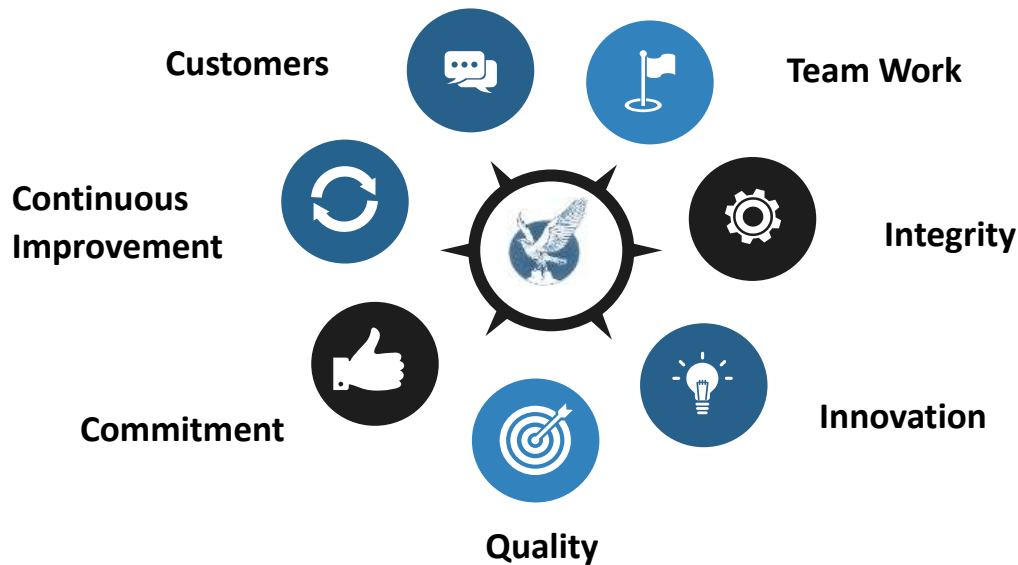 Customers
Team Work
Continuous
Improvement
Integrity
Commitment
Innovation
Quality